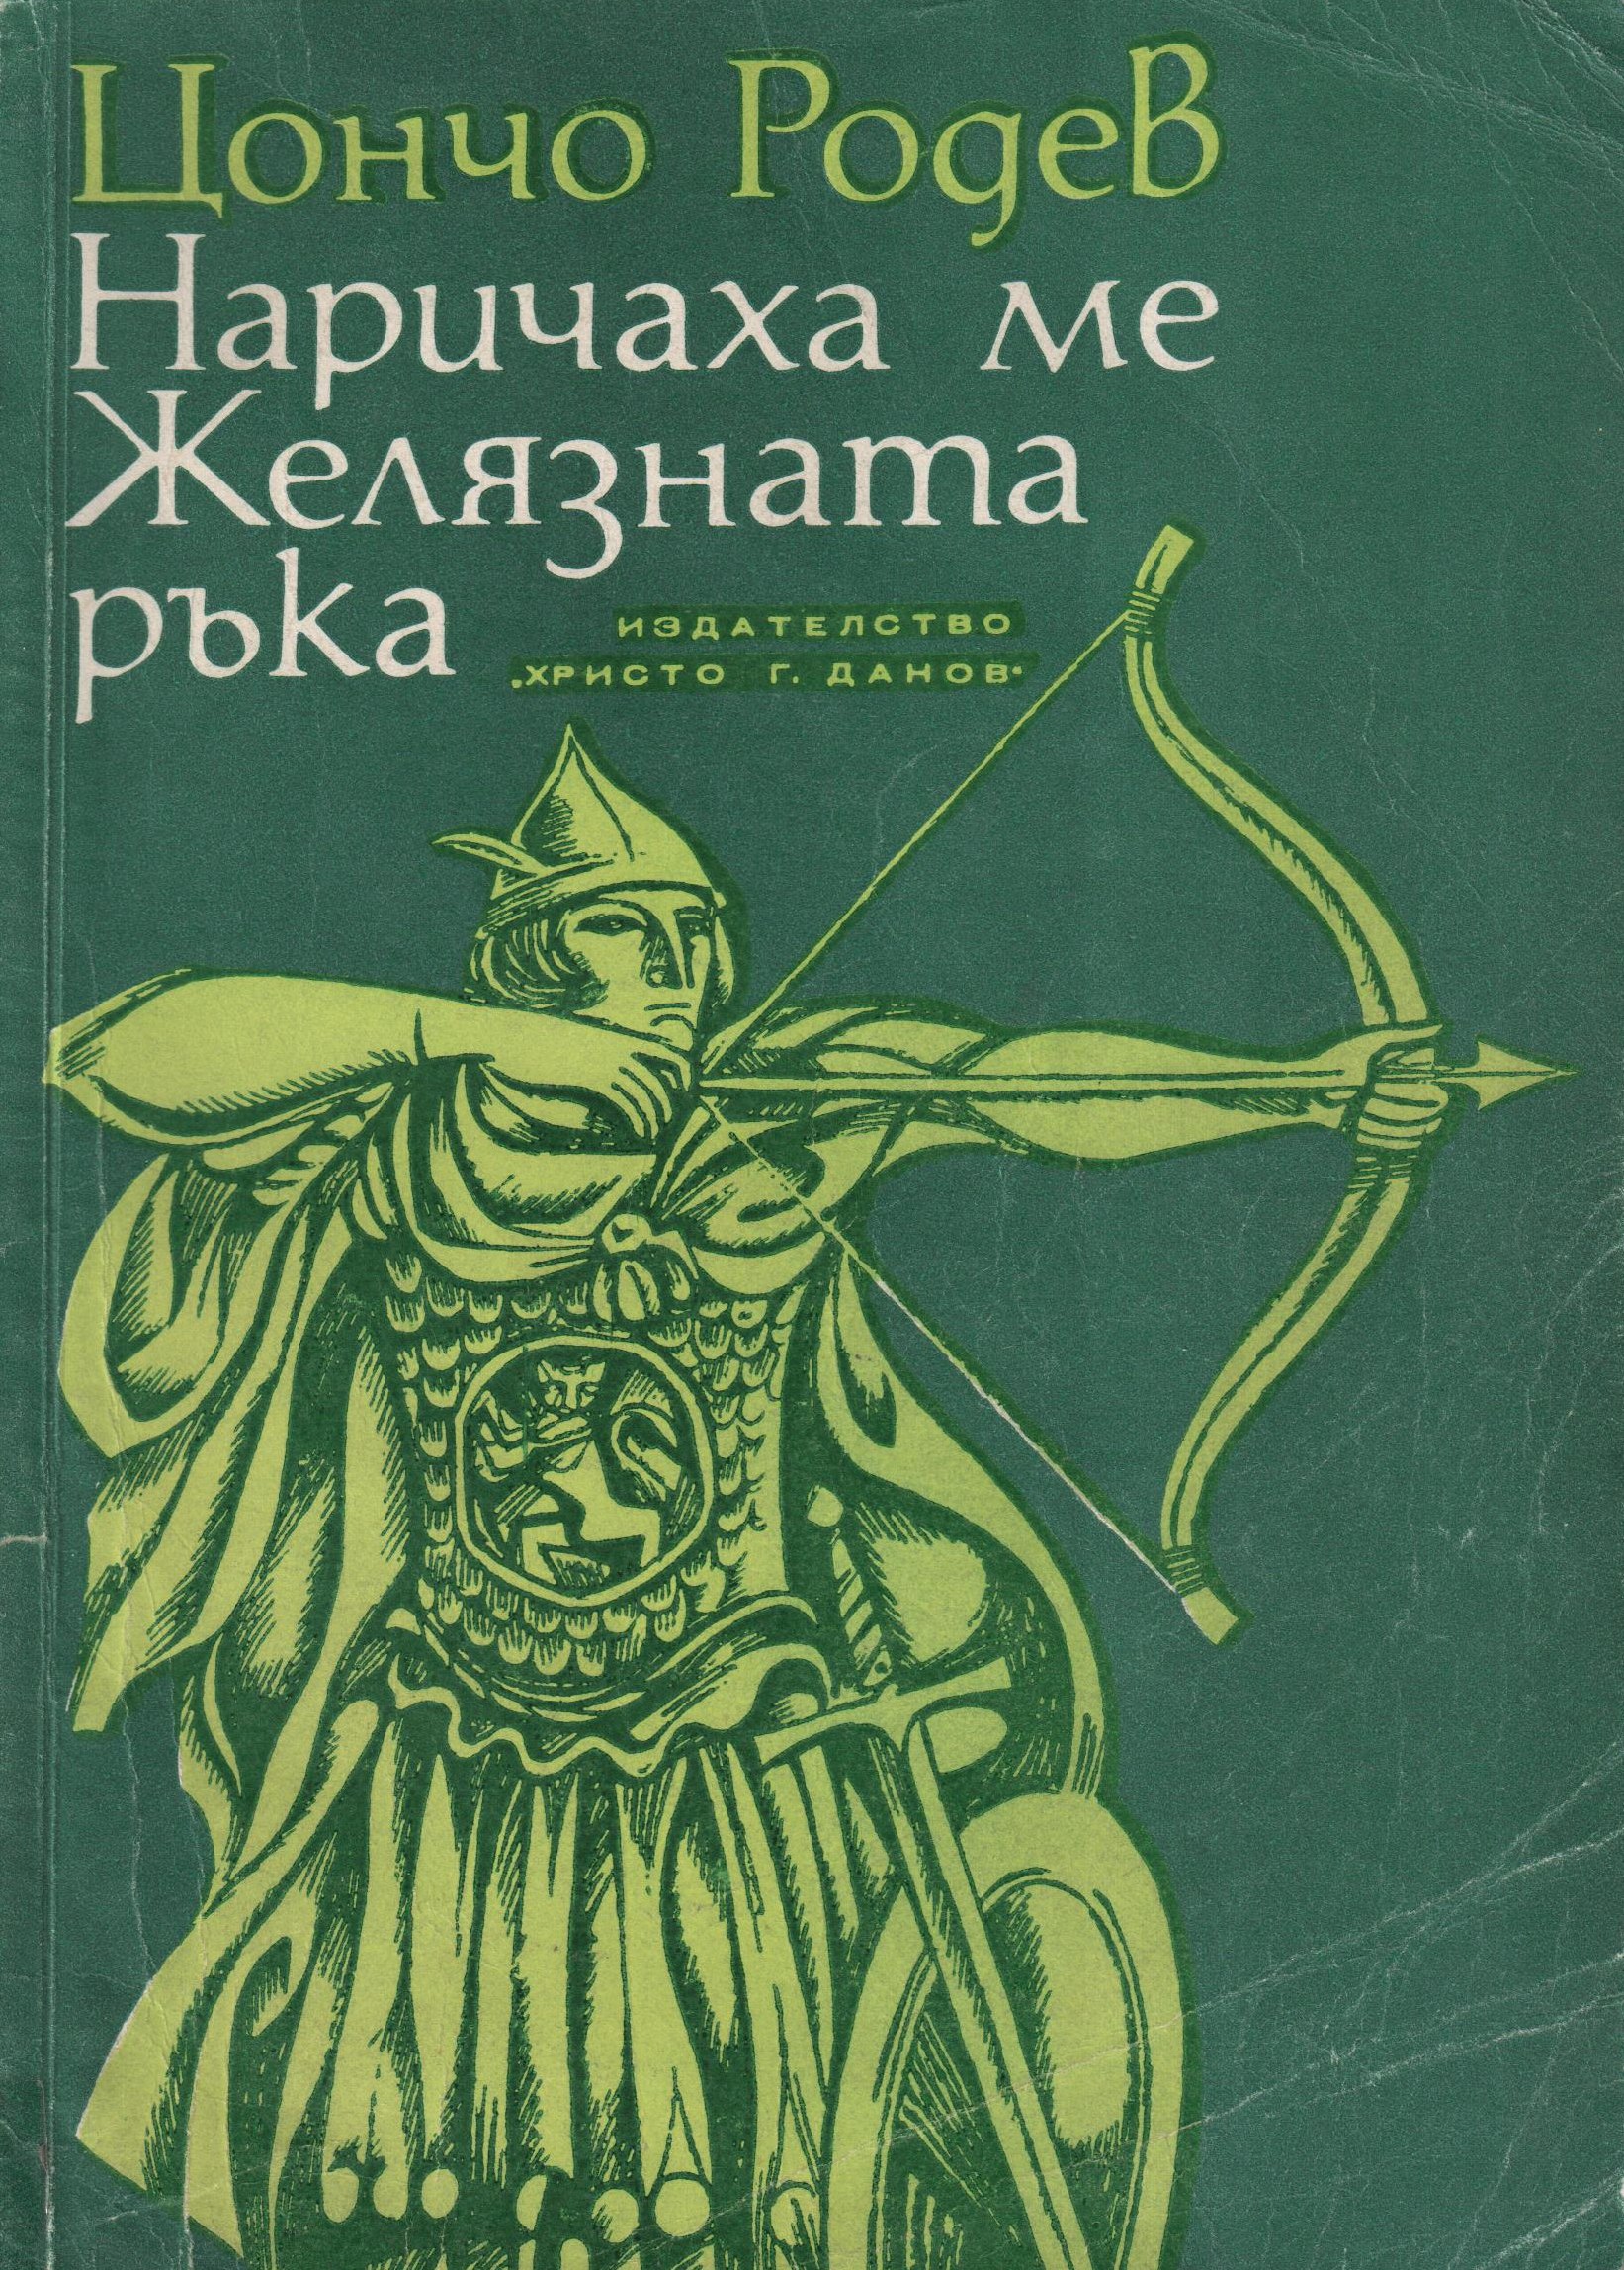 Цончо Родев
Наричаха ме
Желязната
ръка
ИЗДАТЕЛСТВО
„ХРИСТО Г. ДАНОВ“